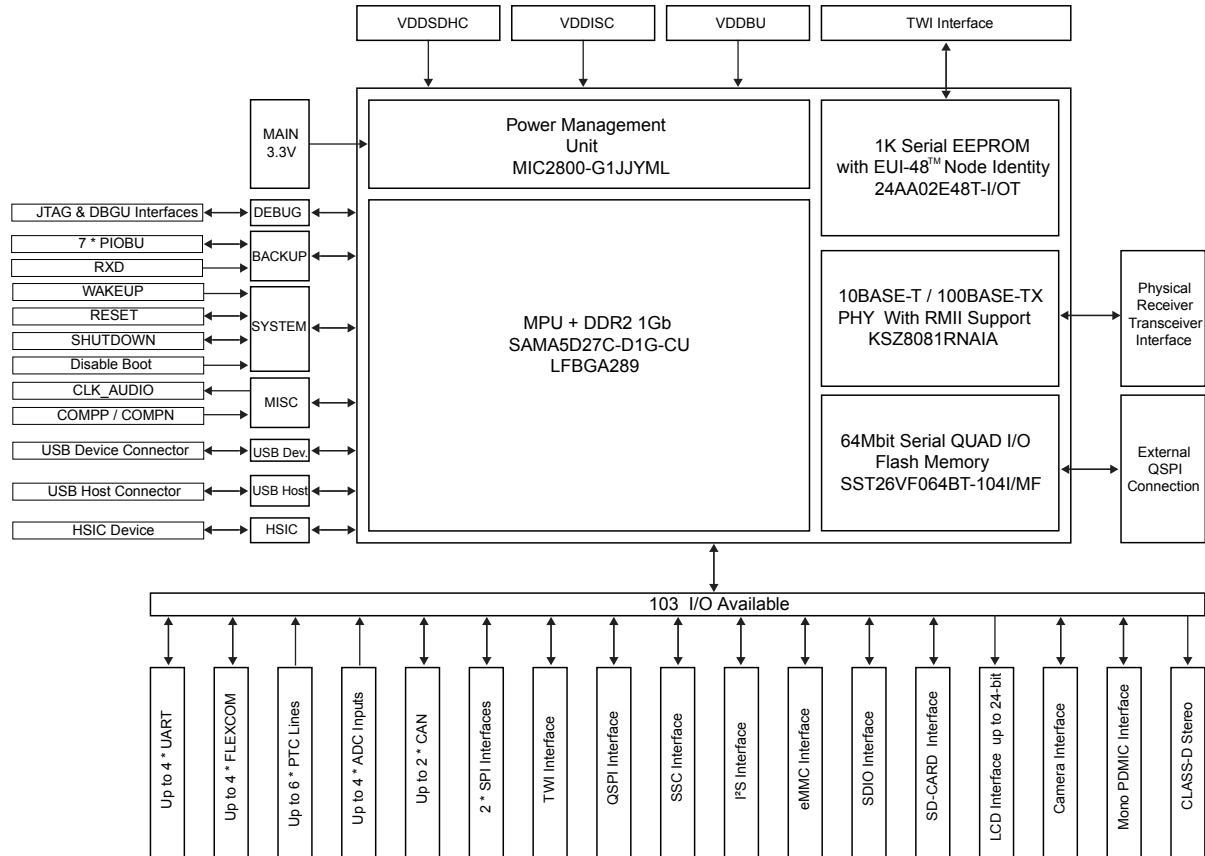 VDDSDHC
VDDISC
VDDBU
TWI Interface
MAIN
3.3V
Power Management
Unit
MIC2800-G1JJYML
1K Serial EEPROM
with EUI-48™ Node Identity
24AA02E48T-I/OT
JTAG & DBGU Interfaces
DEBUG
7 * PIOBU
RXD
BACKUP
WAKEUP
RESET
SHUTDOWN
Disable Boot
SYSTEM
CLK_AUDIO
COMPP / COMPN
MISC
USB Device Connector
USB Dev.
USB Host Connector
USB Host
HSIC Device
HSIC
MPU + DDR2 1Gb
SAMA5D27C-D1G-CU
LFBGA289
10BASE-T / 100BASE-TX
PHY With RMII Support
KSZ8081RNAIA
Physical
Receiver
Transceiver
Interface
64Mbit Serial QUAD I/O
Flash Memory
SST26VF064BT-104I/MF
External
QSPI
Connection
103 I/O Available
Up to 4 * UART
Up to 4 * FLEXCOM
Up to 6 * PTC Lines
Up to 4 * ADC Inputs
Up to 2 * CAN
2 * SPI Interfaces
TWI Interface
QSPI Interface
SSC Interface
I²S Interface
eMMC Interface
SDIO Interface
SD-CARD Interface
LCD Interface up to 24-bit
Camera Interface
Mono PDMIC Interface
CLASS-D Stereo